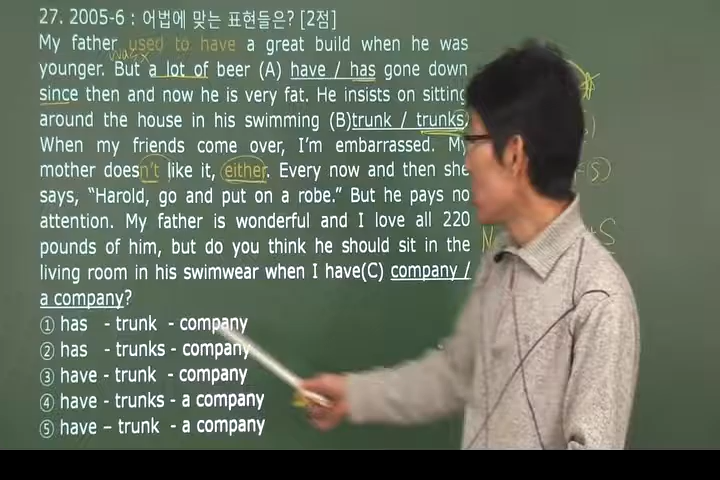 27. 2005-6 : 어법에 맞는 표현들은? [2점]
My father used to have a great build when he was
younger. But a lot of beer (A) have / has gone down
since then and now he is very fat. He insists on sitting
around the house in his swimming (B)trunk / trunks.
When my friends come over, I'm embarrassed. My
mother doesn't like it, either. Every now and then she
says, “Harold, go and put on a robe.” But he pays no
attention. My father is wonderful and I love all 220
pounds of him, but do you think he should sit in the
living room in his swimwear when I have(C) company /
a company?
① has - trunk - company
② has - trunks - company
③ have - trunk - company
④ have - trunks - a company
⑤ have – trunk - a company